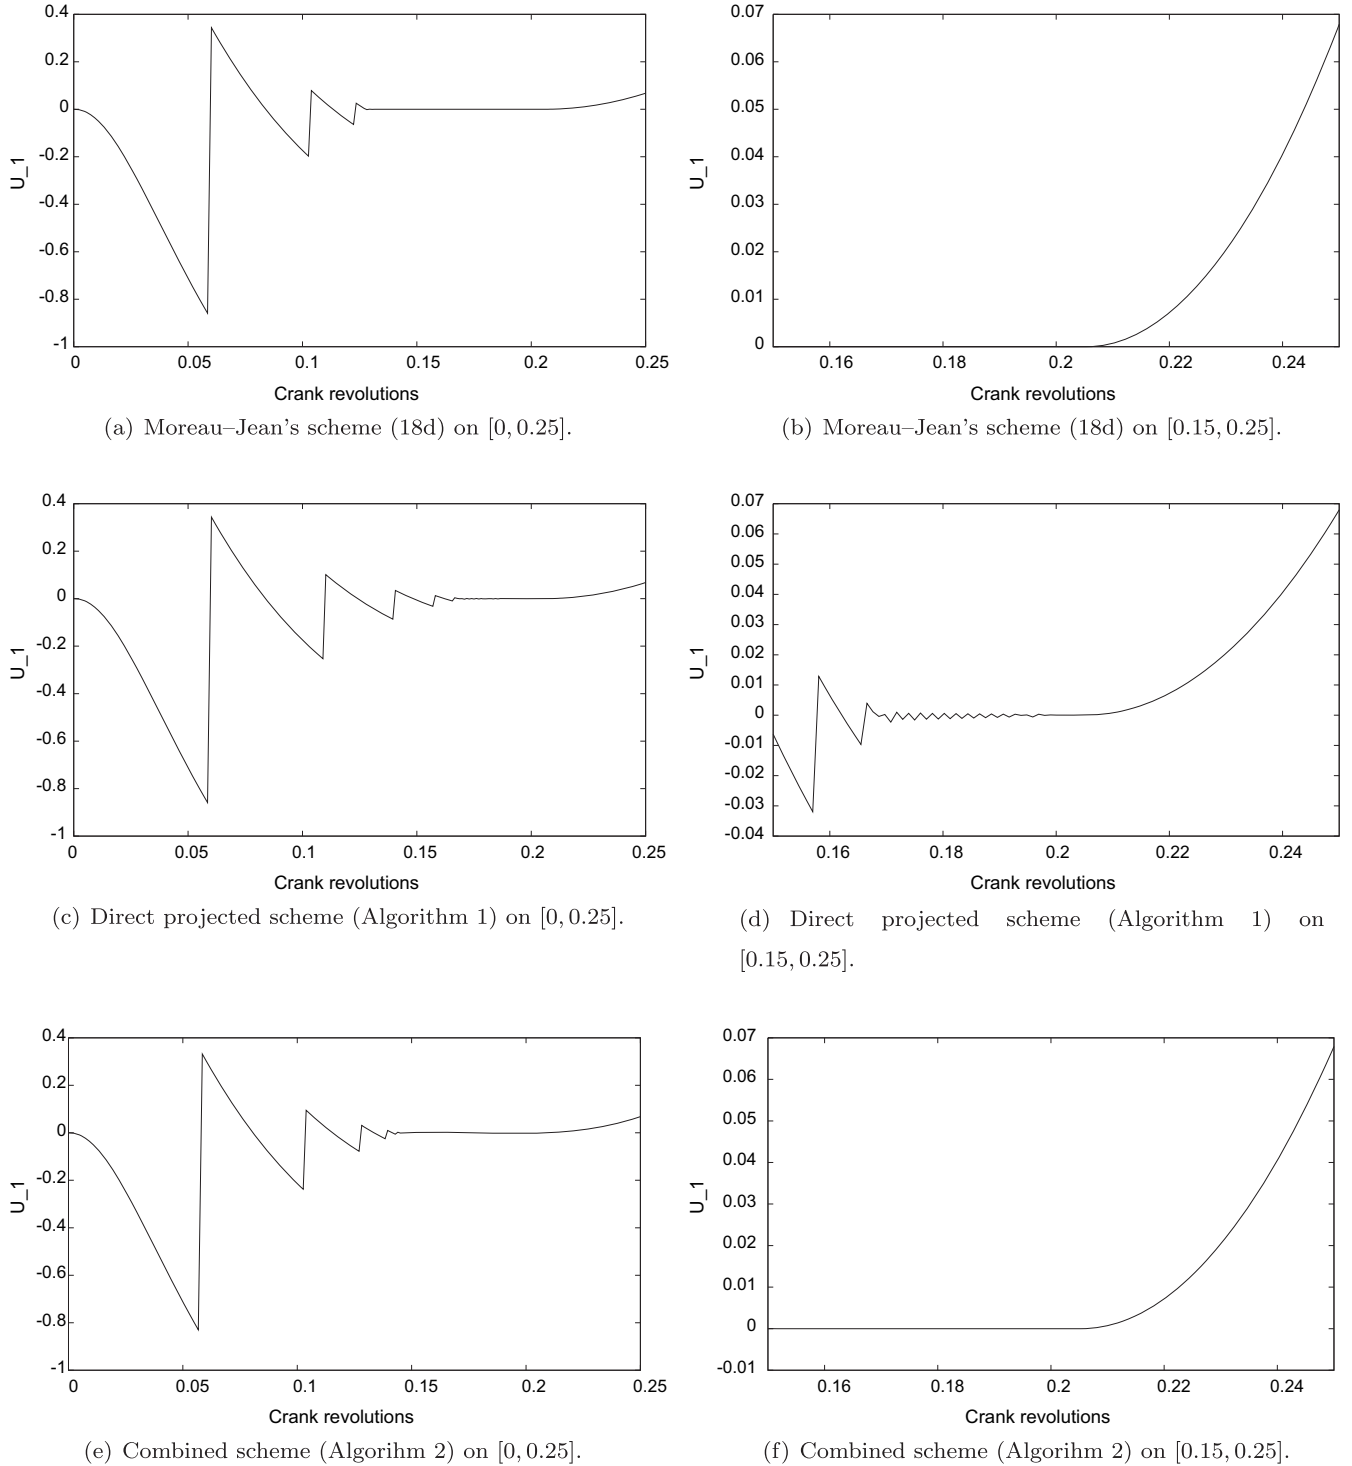 0.4
0.2
0
-0.2
-0.4
-0.6
-0.8
-1
U_1
0 0.05 0.1 0.15 0.2 0.25
Crank revolutions
(a) Moreau–Jean's scheme (18d) on [0, 0.25].
0.07
0.06
0.05
0.04
0.03
0.02
0.01
0
U_1
0.16 0.18 0.2 0.22 0.24
Crank revolutions
(b) Moreau–Jean's scheme (18d) on [0.15, 0.25].
0.4
0.2
0
-0.2
-0.4
-0.6
-0.8
-1
U_1
0 0.05 0.1 0.15 0.2 0.25
Crank revolutions
(c) Direct projected scheme (Algorithm 1) on [0, 0.25].
0.07
0.06
0.05
0.04
0.03
0.02
0.01
0
-0.01
-0.02
-0.03
-0.04
U_1
0.16 0.18 0.2 0.22 0.24
Crank revolutions
(d) Direct projected scheme (Algorithm 1) on
[0.15, 0.25].
0.4
0.2
0
-0.2
-0.4
-0.6
-0.8
-1
U_1
0 0.05 0.1 0.15 0.2 0.25
Crank revolutions
(e) Combined scheme (Algorihm 2) on [0, 0.25].
0.07
0.06
0.05
0.04
0.03
0.02
0.01
0
-0.01
U_1
0.16 0.18 0.2 0.22 0.24
Crank revolutions
(f) Combined scheme (Algorihm 2) on [0.15, 0.25].